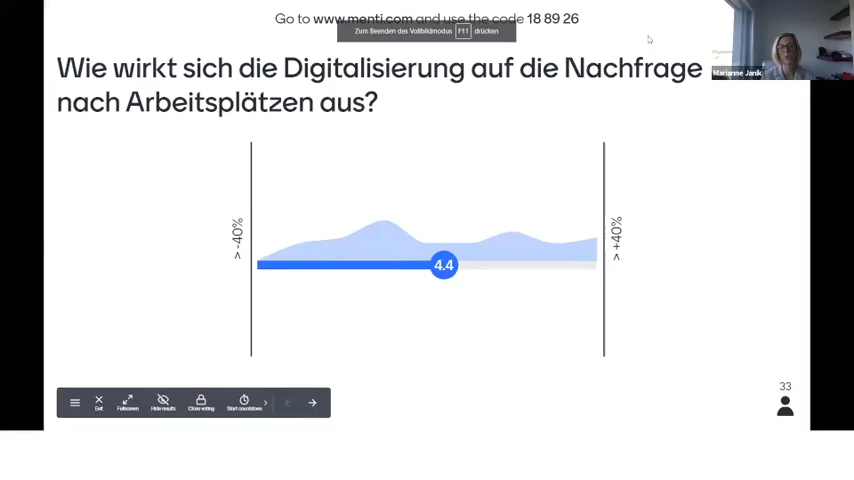 Go to www.menti.com and use the code 18 89 26
Zum Beenden des Vollbildmodus F11 drücken
Marianne Janik
Wie wirkt sich die Digitalisierung auf die Nachfrage
nach Arbeitsplätzen aus?
> -40%
4.4
> +40%
33
Exit
Fullscreen
Hide results
Close voting
Start countdown